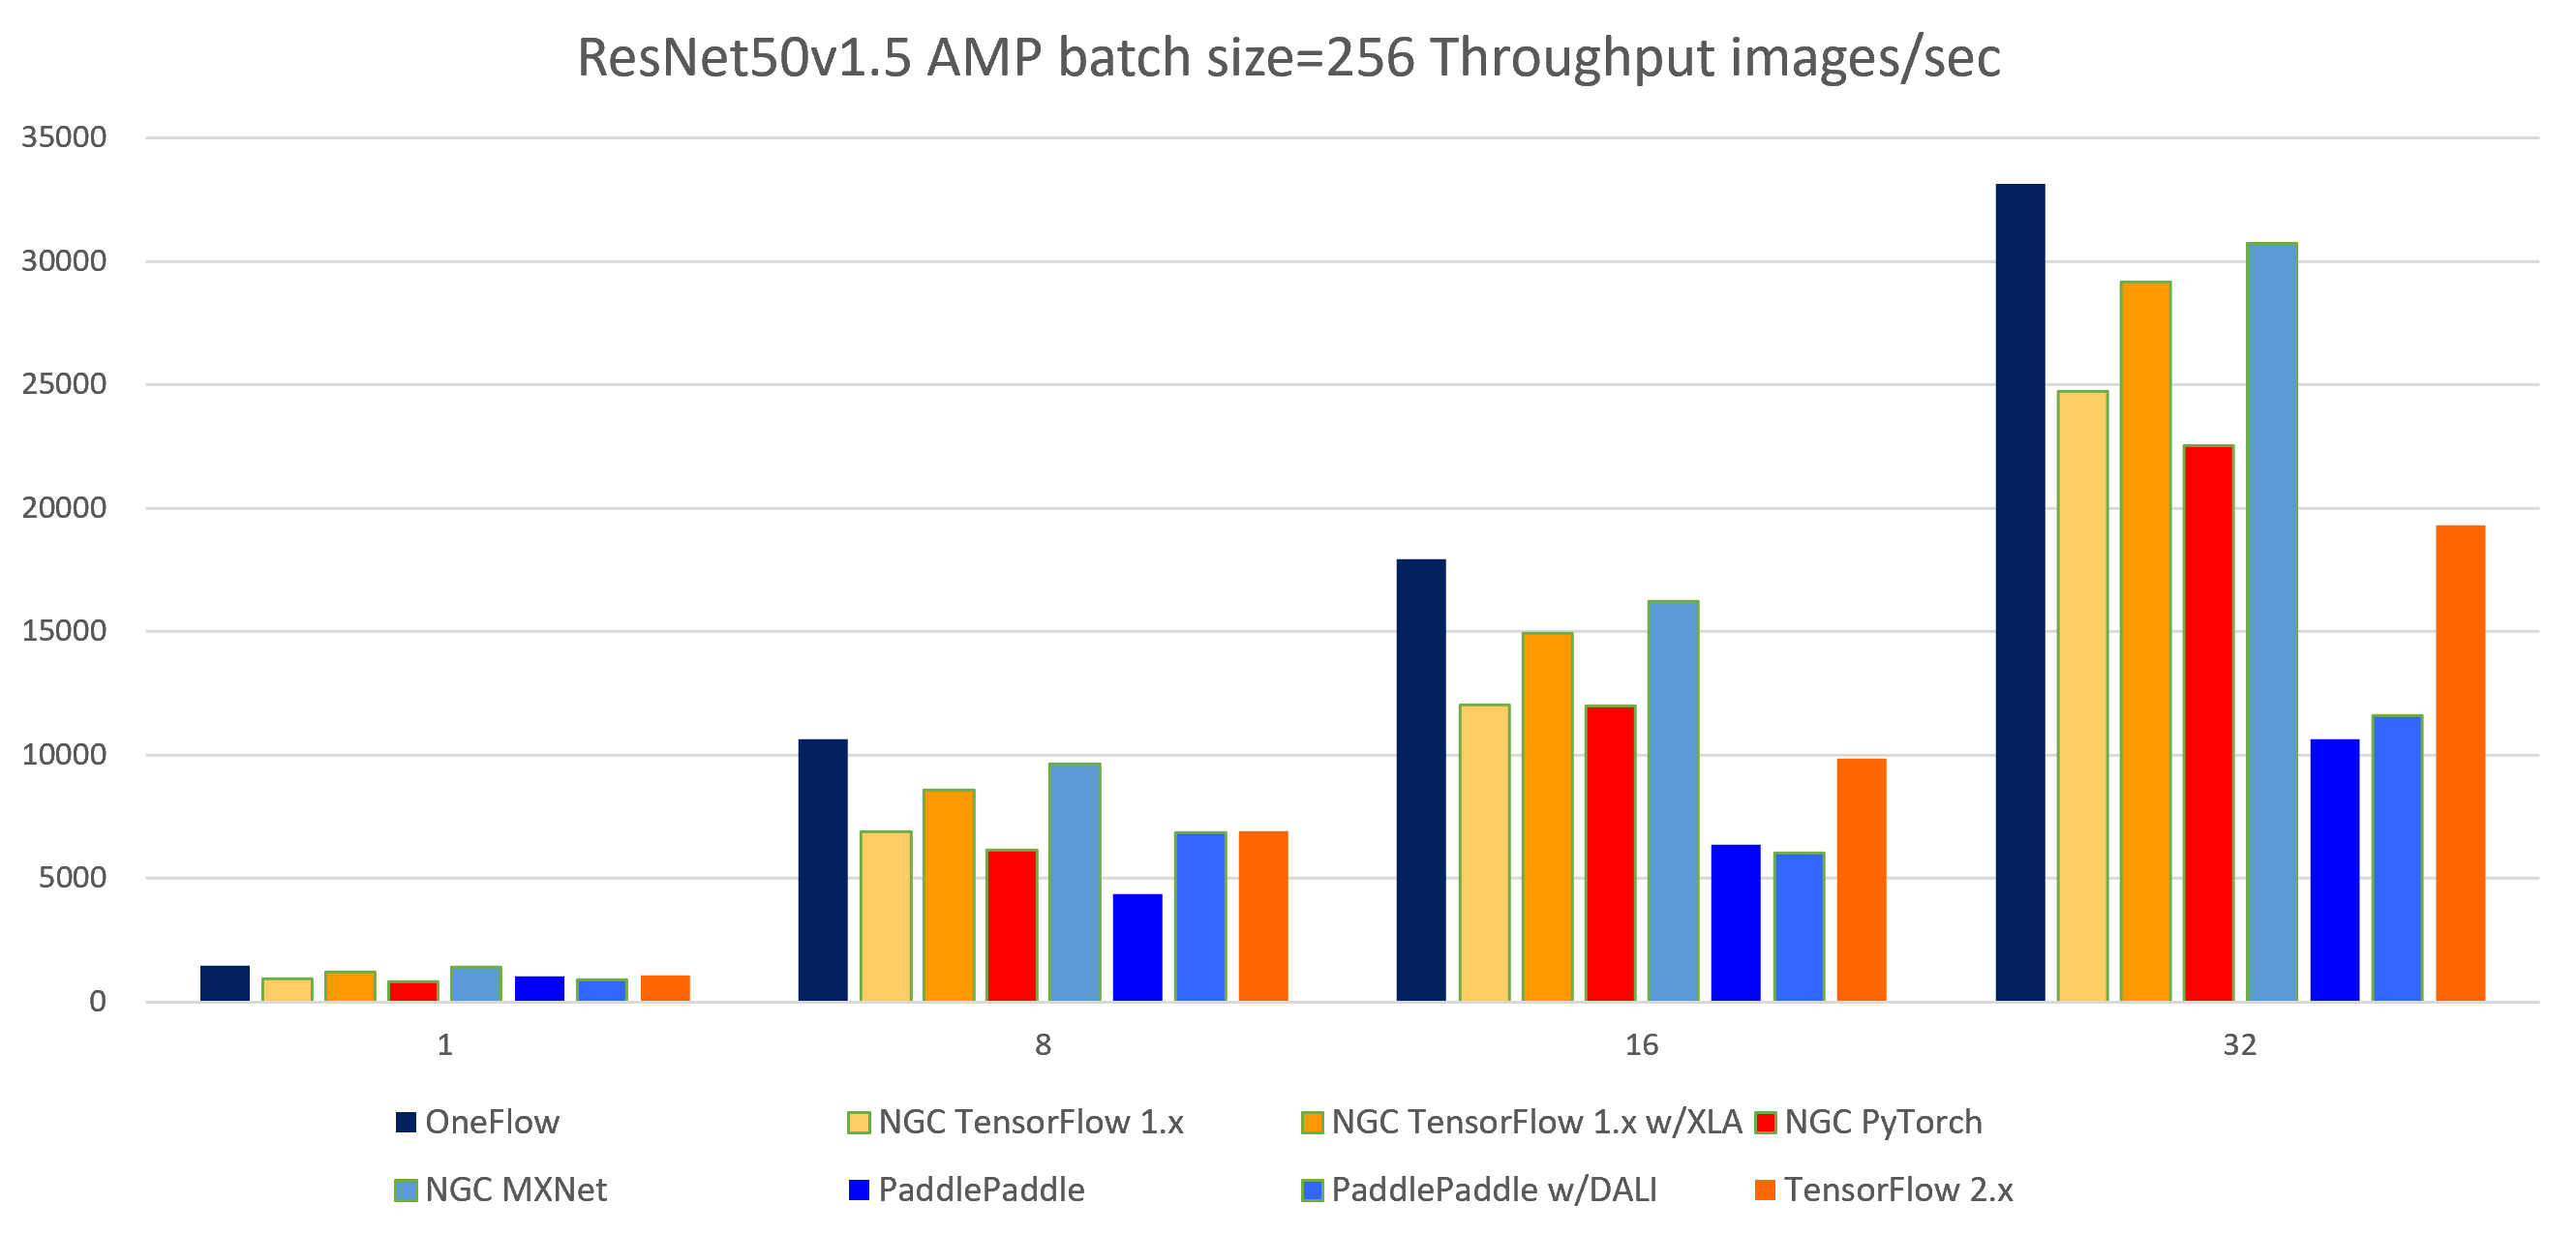 ResNet50v1.5 AMP batch size=256 Throughput images/sec
35000
30000
25000
20000
15000
10000
5000
0
1 8 16 32
OneFlow NGC TensorFlow 1.x NGC TensorFlow 1.x w/XLA NGC PyTorch
NGC MXNet PaddlePaddle PaddlePaddle w/DALI TensorFlow 2.x